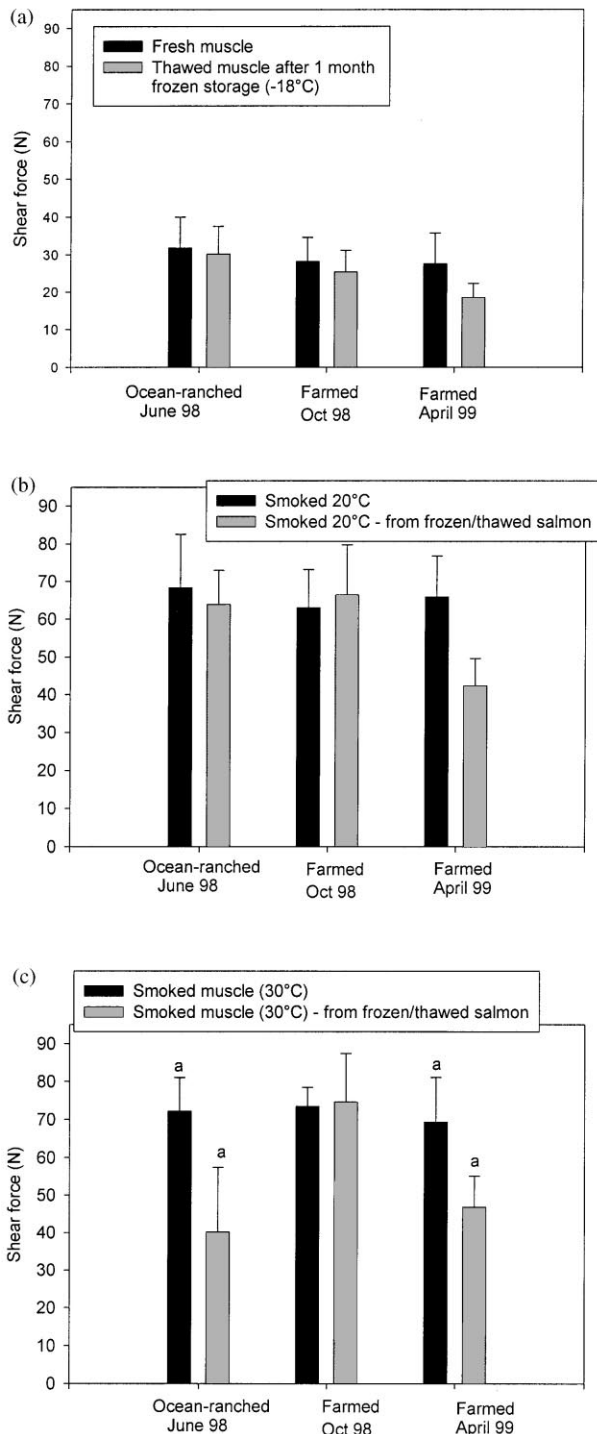 (a)
Fresh muscle
Thawed muscle after 1 month
frozen storage (-18°C)
Shear force (N)
90
80
70
60
50
40
30
20
10
0
Ocean-ranched
June 98
Farmed
Oct 98
Farmed
April 99
(b)
Smoked 20°C
Smoked 20°C - from frozen/thawed salmon
Shear force (N)
90
80
70
60
50
40
30
20
10
0
Ocean-ranched
June 98
Farmed
Oct 98
Farmed
April 99
(c)
Smoked muscle (30°C)
Smoked muscle (30°C) - from frozen/thawed salmon
Shear force (N)
90
80
70
60
50
40
30
20
10
0
a
a
a
a
Ocean-ranched
June 98
Farmed
Oct 98
Farmed
April 99